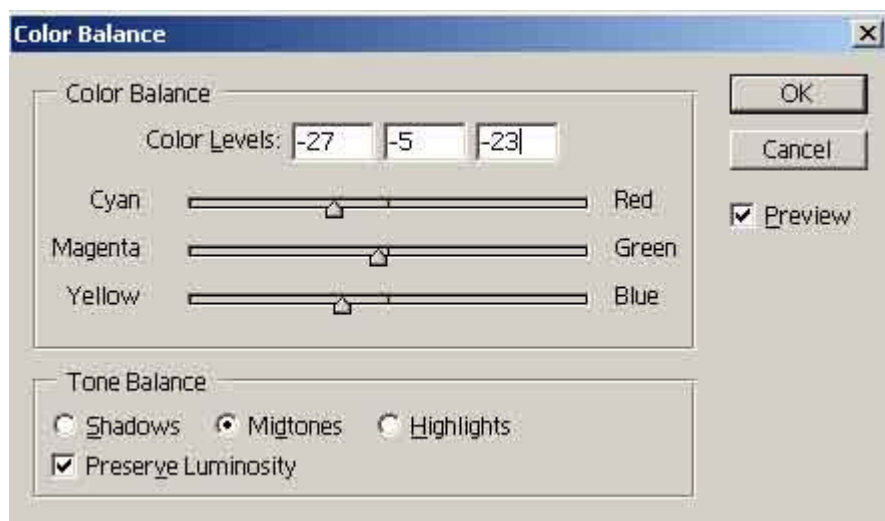 Color Balance
Color Balance
OK
Color Levels: -27 -5 -23
Cancel
Cyan Red
Preview
Magenta Green
Yellow Blue
Tone Balance
Shadows Midtones Highlights
Preserve Luminosity